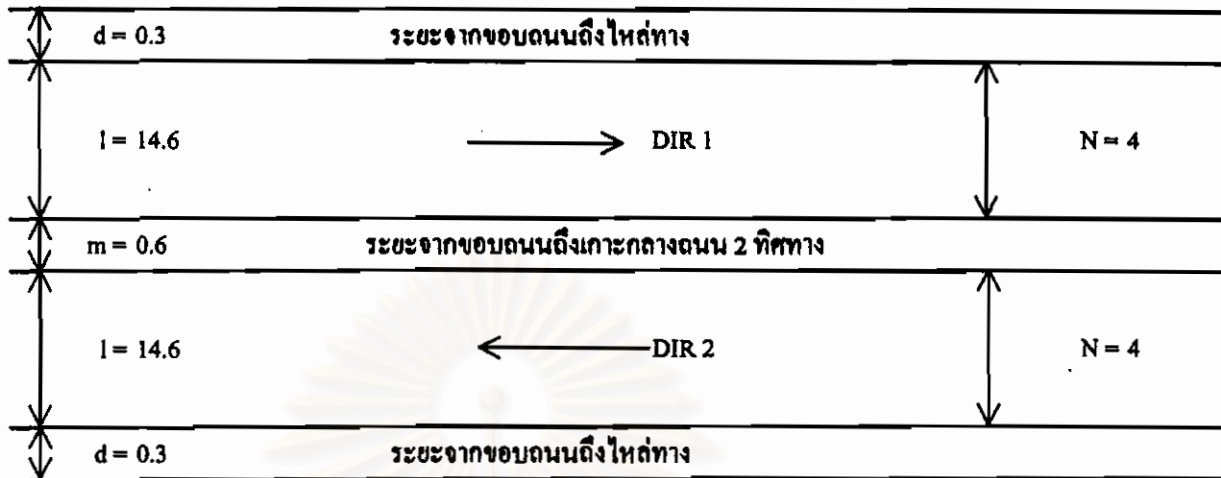 d = 0.3 ระยะจากขอบถนนถึงไหล่ทาง
l = 14.6 DIR 1 N = 4
m = 0.6 ระยะจากขอบถนนถึงเกาะกลางถนน 2 ทิศทาง
l = 14.6 DIR 2 N = 4
d = 0.3 ระยะจากขอบถนนถึงไหล่ทาง